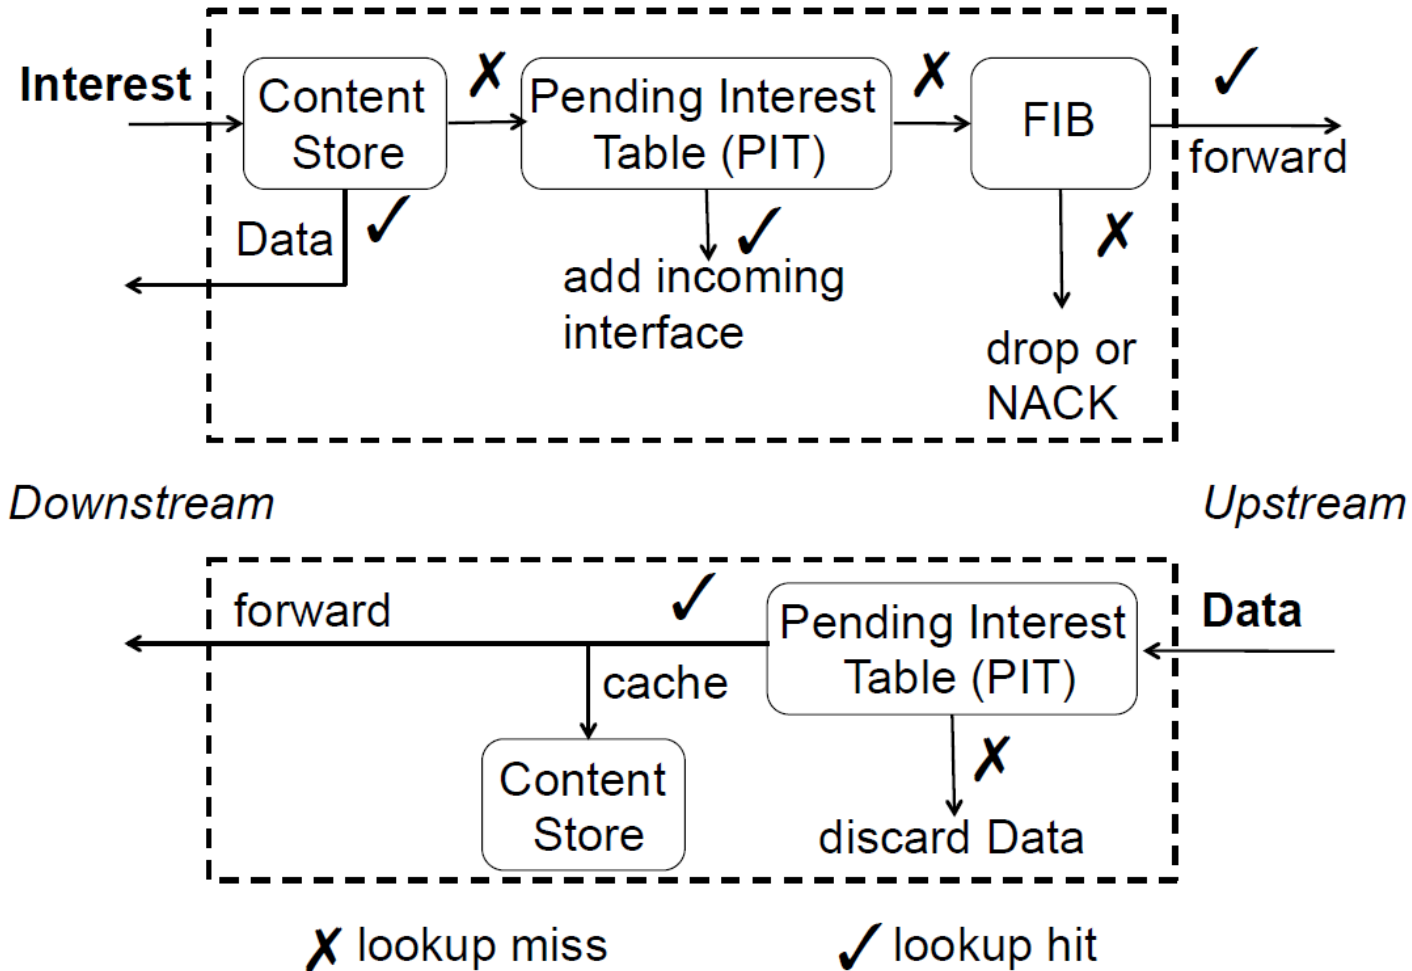 Interest
Content
Store
Pending Interest
Table (PIT)
FIB
forward
Data
add incoming
interface
drop or
NACK
Downstream
Upstream
forward
Pending Interest
Table (PIT)
Data
cache
Content
Store
discard Data
✗ lookup miss
✓ lookup hit